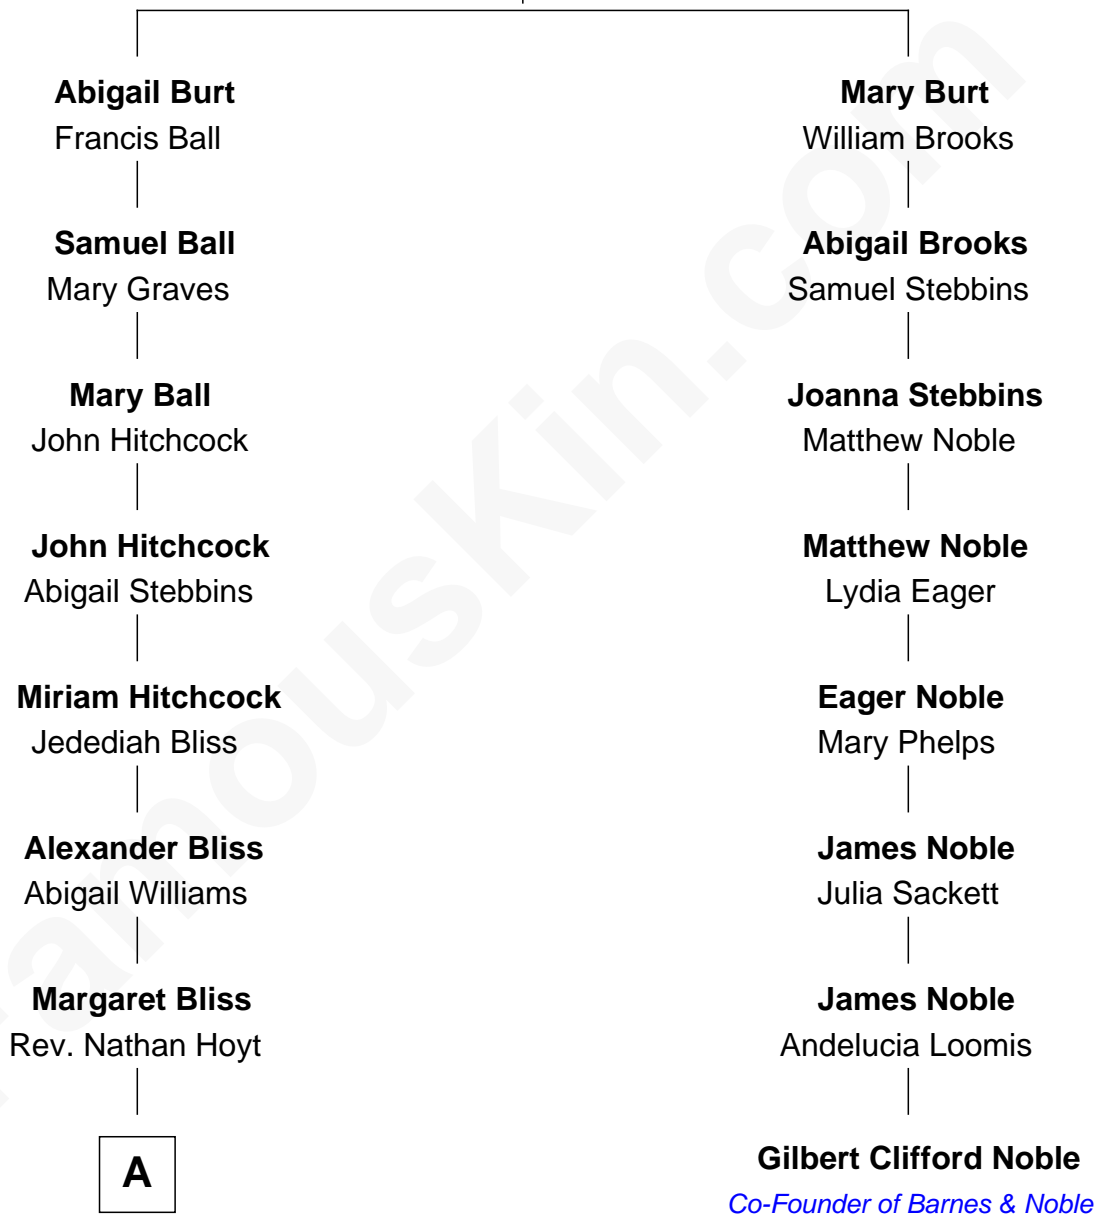 Abigail Burt
Francis Ball
Mary Burt
William Brooks
Samuel Ball
Mary Graves
Abigail Brooks
Samuel Stebbins
Mary Ball
John Hitchcock
Joanna Stebbins
Matthew Noble
John Hitchcock
Abigail Stebbins
Matthew Noble
Lydia Eager
Miriam Hitchcock
Jedediah Bliss
Eager Noble
Mary Phelps
Alexander Bliss
Abigail Williams
James Noble
Julia Sackett
Margaret Bliss
Rev. Nathan Hoyt
James Noble
Andelucia Loomis
A
Gilbert Clifford Noble
Co-Founder of Barnes & Noble
FamousKin.com